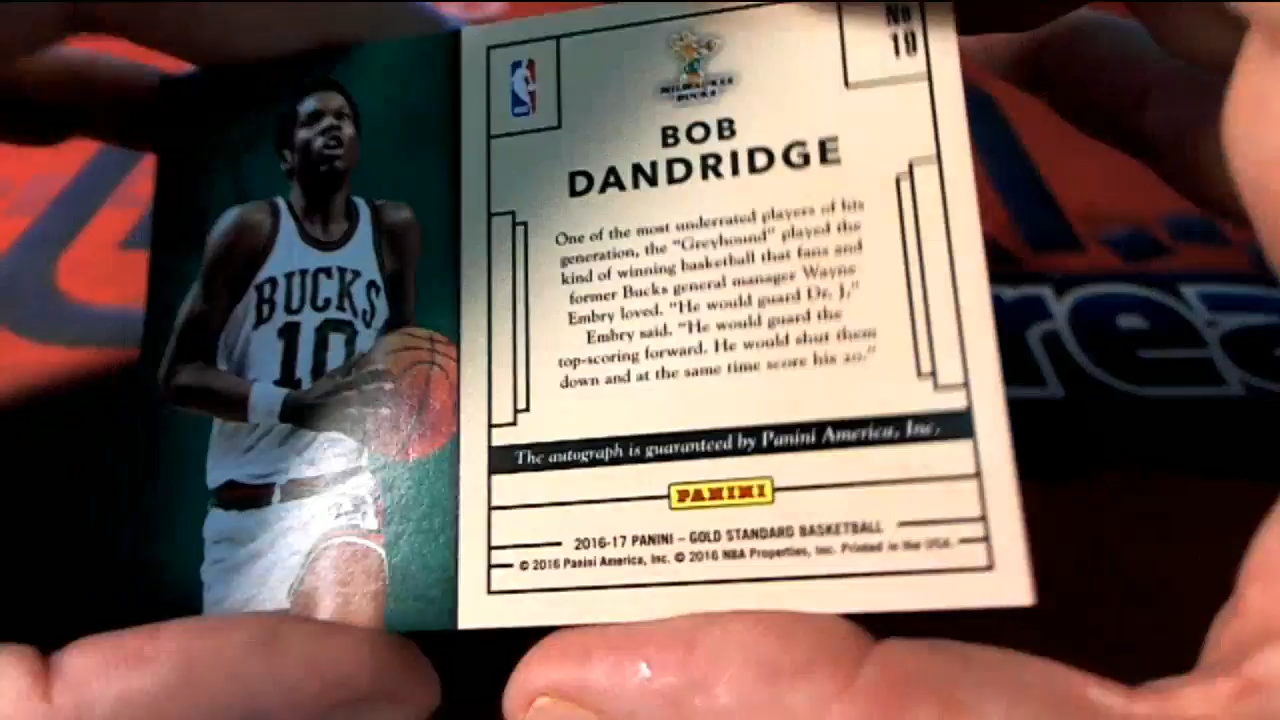 No
10
MILWAUKEE
BUCKS
BOB
DANDRIDGE
One of the most underrated players of his
generation, the "Greyhound" played the
kind of winning basketball that fans and
former Bucks general manager Wayne
Embry loved. "He would guard Dr. J,"
Embry said. "He would guard the
top-scoring forward. He would shut them
down and at the same time score his 20."
The autograph is guaranteed by Panini America, Inc.
PANINI
2016-17 PANINI – GOLD STANDARD BASKETBALL
© 2016 Panini America, Inc. © 2016 NBA Properties, Inc. Printed in the USA.
BUCKS
10